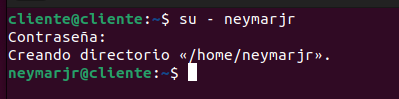 cliente@cliente:~$ su - neymarjr
Contraseña:
Creando directorio «/home/neymarjr».
neymarjr@cliente:~$